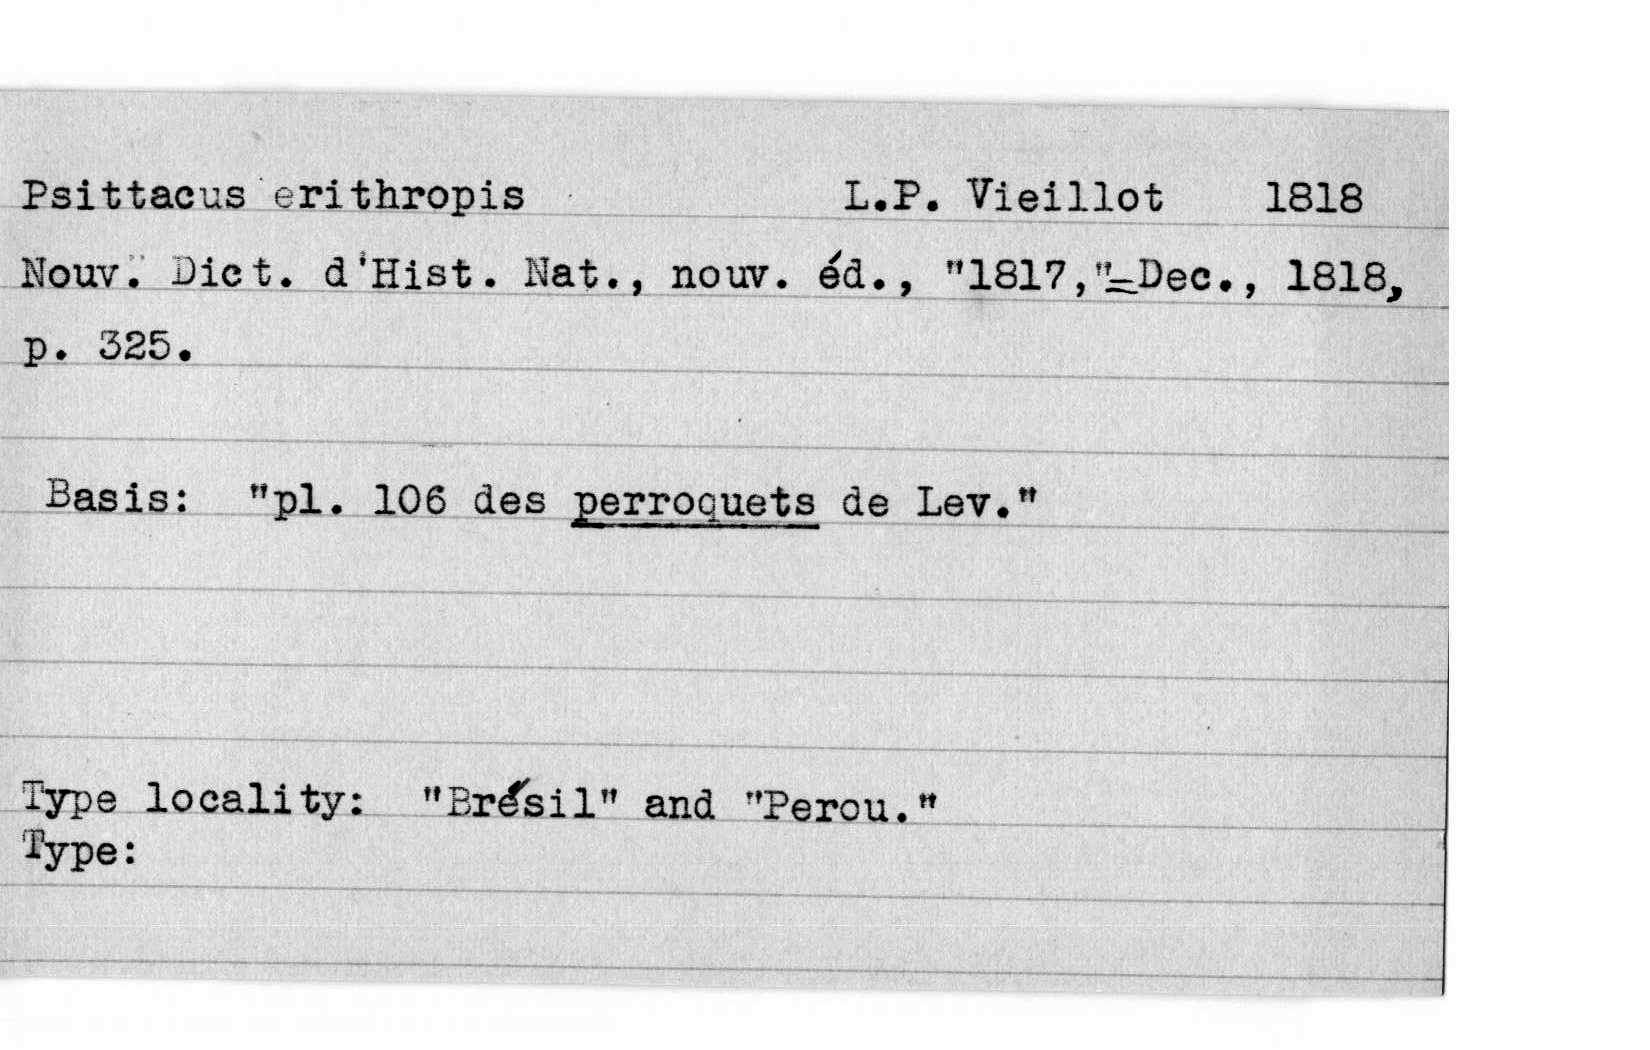 Psittacus erithropis L.P. Vieillot 1818
Nouv. Dict. d'Hist. Nat., nouv. éd., "1817,"=Dec., 1818,
p. 325.
Basis: "pl. 106 des perroquets de Lev."
Type locality: "Brésil" and "Perou."
Type: